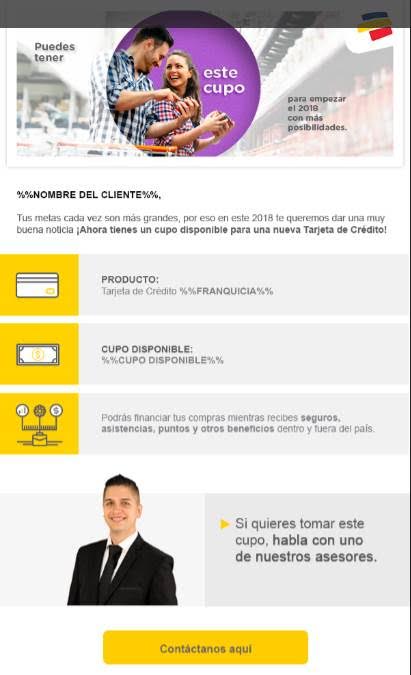 Puedes
tener
este
cupo
para empezar
el 2018
con más
posibilidades.
%%NOMBRE DEL CLIENTE%%,
Tus metas cada vez son más grandes, por eso en este 2018 te queremos dar una muy
buena noticia ¡Ahora tienes un cupo disponible para una nueva Tarjeta de Crédito!
PRODUCTO:
Tarjeta de Crédito %%FRANQUICIA%%
CUPO DISPONIBLE:
%%CUPO DISPONIBLE%%
Podrás financiar tus compras mientras recibes seguros,
asistencias, puntos y otros beneficios dentro y fuera del país.
Si quieres tomar este
cupo, habla con uno
de nuestros asesores.
Contáctanos aquí